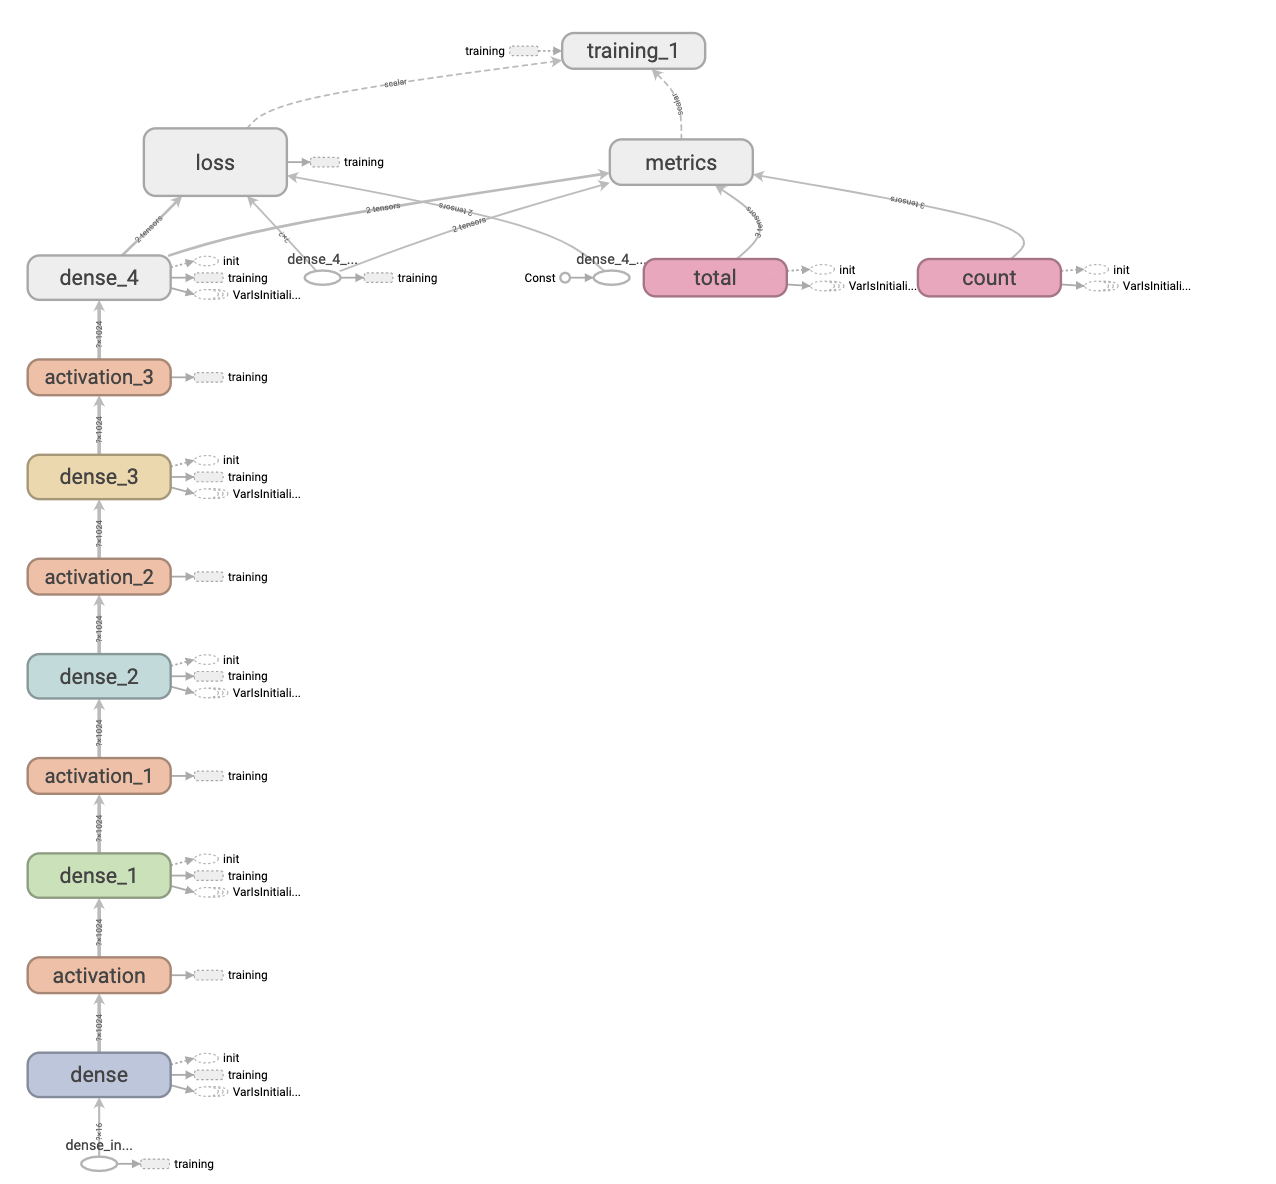 training
training_1
scalar
scalar
loss
training
metrics
2 tensors
2 tensors
?×?
2 tensors
2 tensors
3 tensors
3 tensors
dense_4
init
training
VarIsInitiali...
dense_4_...
training
Const
dense_4_...
total
init
VarIsInitiali...
count
init
VarIsInitiali...
?×1024
activation_3
training
?×1024
dense_3
init
training
VarIsInitiali...
?×1024
activation_2
training
?×1024
dense_2
init
training
VarIsInitiali...
?×1024
activation_1
training
?×1024
dense_1
init
training
VarIsInitiali...
?×1024
activation
training
?×1024
dense
init
training
VarIsInitiali...
?×16
dense_in...
training